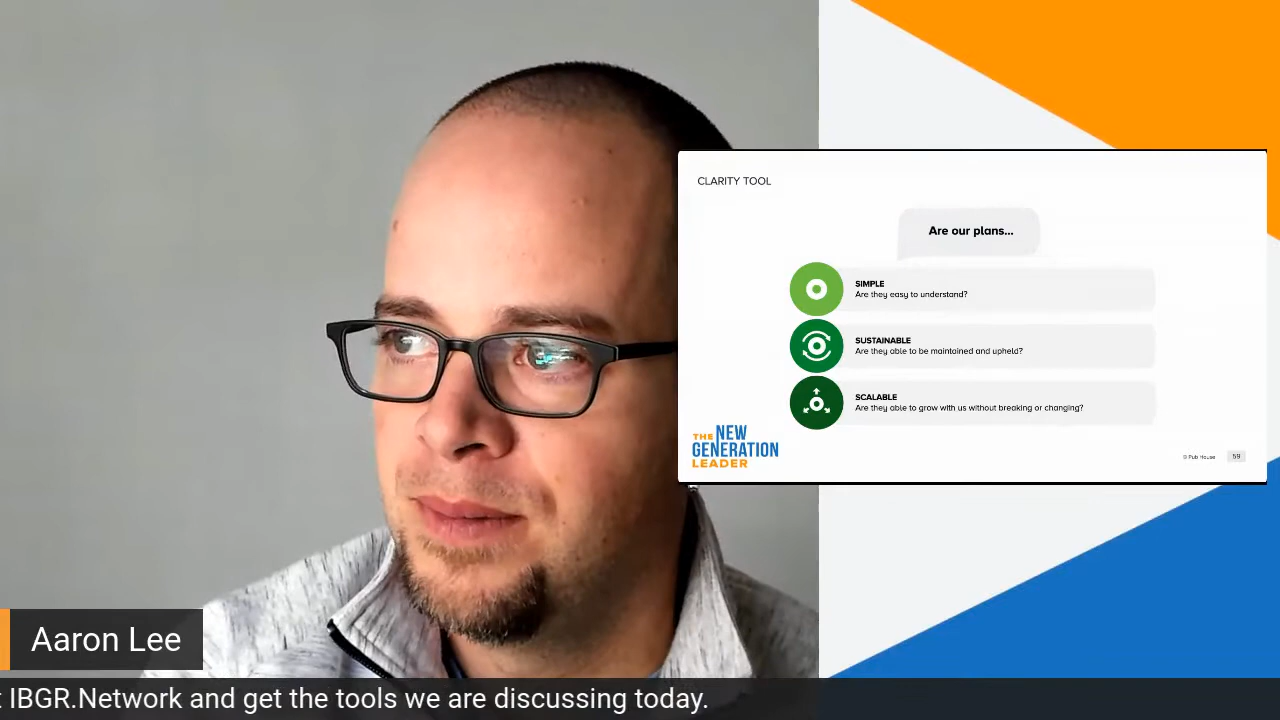 CLARITY TOOL
Are our plans...
SIMPLE
Are they easy to understand?
SUSTAINABLE
Are they able to be maintained and upheld?
SCALABLE
Are they able to grow with us without breaking or changing?
THE NEW
GENERATION
LEADER
© Pub House 59
Aaron Lee
IBGR.Network and get the tools we are discussing today.